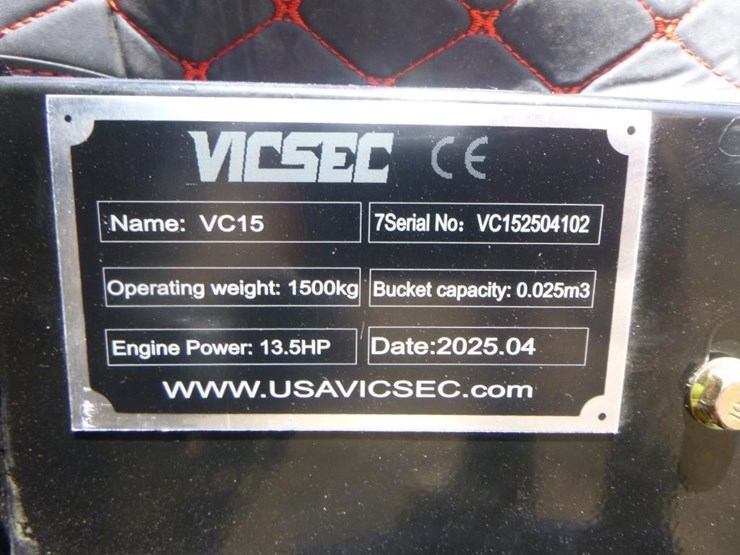 VICSEC CE
Name: VC15
7Serial No: VC152504102
Operating weight: 1500kg
Bucket capacity: 0.025m3
Engine Power: 13.5HP
Date:2025.04
WWW.USAVICSEC.com